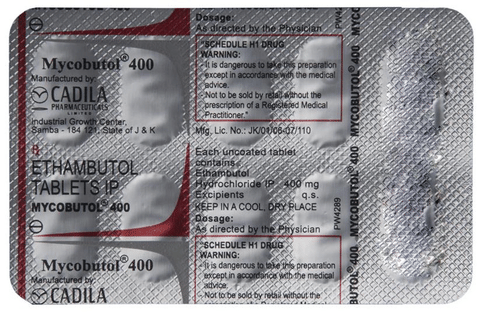 MYCOBUTOL® 400
Mycobutol® 400
Manufactured by:
CADILA
PHARMACEUTICALS
LIMITED
Industrial Growth Center,
Samba - 184 121, State of J & K
℞
ETHAMBUTOL
TABLETS IP
MYCOBUTOL® 400
Mycobutol® 400
Manufactured by:
CADILA
Dosage:
As directed by the Physician
"SCHEDULE H1 DRUG
WARNING:
- It is dangerous to take this preparation
except in accordance with the medical
advice.
- Not to be sold by retail without the
prescription of a Registered Medical
Practitioner."
Mfg. Lic. No.: JK/01/06-07/110
Each uncoated tablet
contains
Ethambutol
Hydrochloride IP 400 mg
Excipients q.s.
KEEP IN A COOL, DRY PLACE
Dosage:
As directed by the Physician
"SCHEDULE H1 DRUG
WARNING:
- It is dangerous to take this preparation
except in accordance with the medical
advice.
- Not to be sold by retail without the
PW4289
MYCOBUTOL® 400